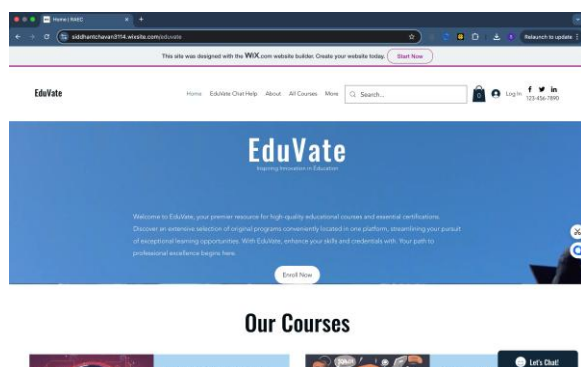 Home | RAEC
siddhantchavan3114.wixsite.com/eduvate
Relaunch to update
This site was designed with the WiX.com website builder. Create your website today. Start Now
EduVate
Home EduVate Chat Help About All Courses More Search... 0 Log In
123-456-7890
EduVate
Inspiring Innovation in Education
Welcome to EduVate, your premier resource for high-quality educational courses and essential certifications.
Discover an extensive selection of original programs conveniently located in one platform, streamlining your pursuit
of exceptional learning opportunities. With EduVate, enhance your skills and credentials with. Your path to
professional excellence begins here.
Enroll Now
Our Courses
Let's Chat!